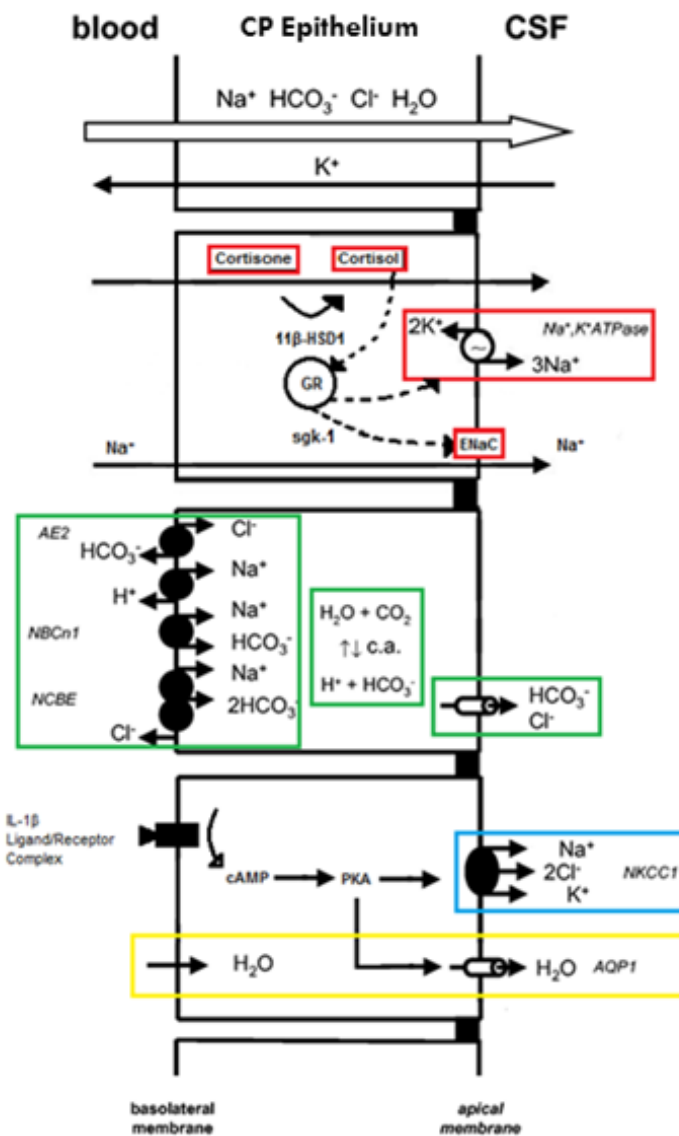 blood CP Epithelium CSF
Na⁺ HCO₃⁻ Cl⁻ H₂O
K⁺
Cortisone Cortisol
11β-HSD1
2K⁺ Na⁺,K⁺ATPase
3Na⁺
GR
sgk-1
ENaC
Na⁺ Na⁺
AE2 Cl⁻
HCO₃⁻
Na⁺
H⁺
Na⁺
NBCn1
HCO₃⁻
Na⁺
NCBE
2HCO₃⁻
Cl⁻
H₂O + CO₂
↑↓ c.a.
H⁺ + HCO₃⁻
HCO₃⁻
Cl⁻
IL-1β
Ligand/Receptor
Complex
cAMP PKA
Na⁺
2Cl⁻ NKCC1
K⁺
H₂O H₂O AQP1
basolateral
membrane
apical
membrane